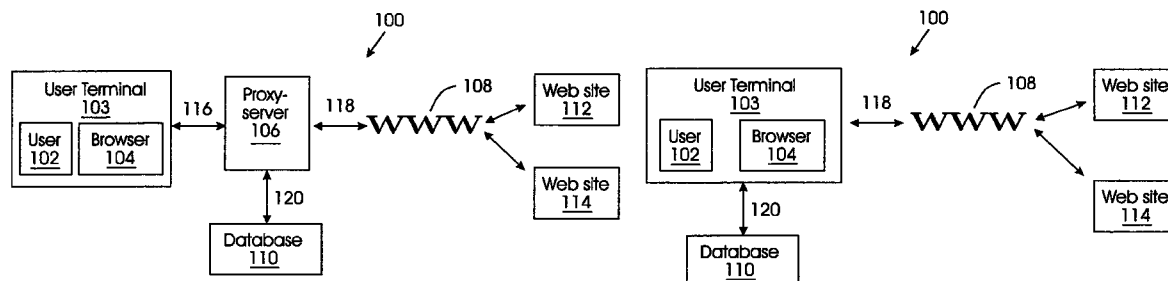 100
User Terminal
103
User
102
Browser
104
116
Proxy-
server
106
118
108
WWW
Web site
112
Web site
114
120
Database
110
100
User Terminal
103
User
102
Browser
104
118
108
WWW
Web site
112
Web site
114
120
Database
110